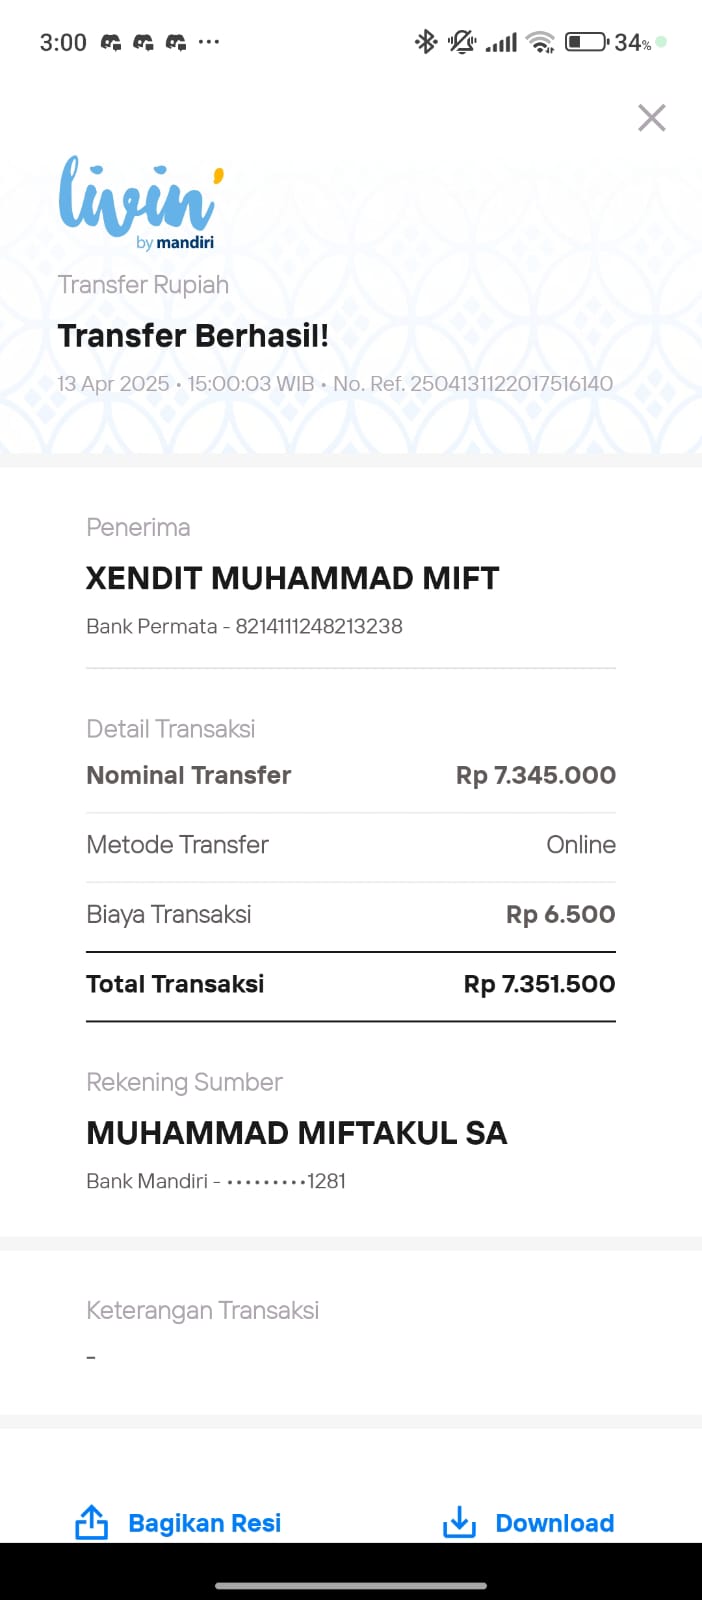 3:00 ... 34%
livin'
by mandiri
Transfer Rupiah
Transfer Berhasil!
13 Apr 2025 • 15:00:03 WIB • No. Ref. 2504131122017516140
Penerima
XENDIT MUHAMMAD MIFT
Bank Permata - 8214111248213238
Detail Transaksi
Nominal Transfer Rp 7.345.000
Metode Transfer Online
Biaya Transaksi Rp 6.500
Total Transaksi Rp 7.351.500
Rekening Sumber
MUHAMMAD MIFTAKUL SA
Bank Mandiri - •••••••••1281
Keterangan Transaksi
-
Bagikan Resi Download